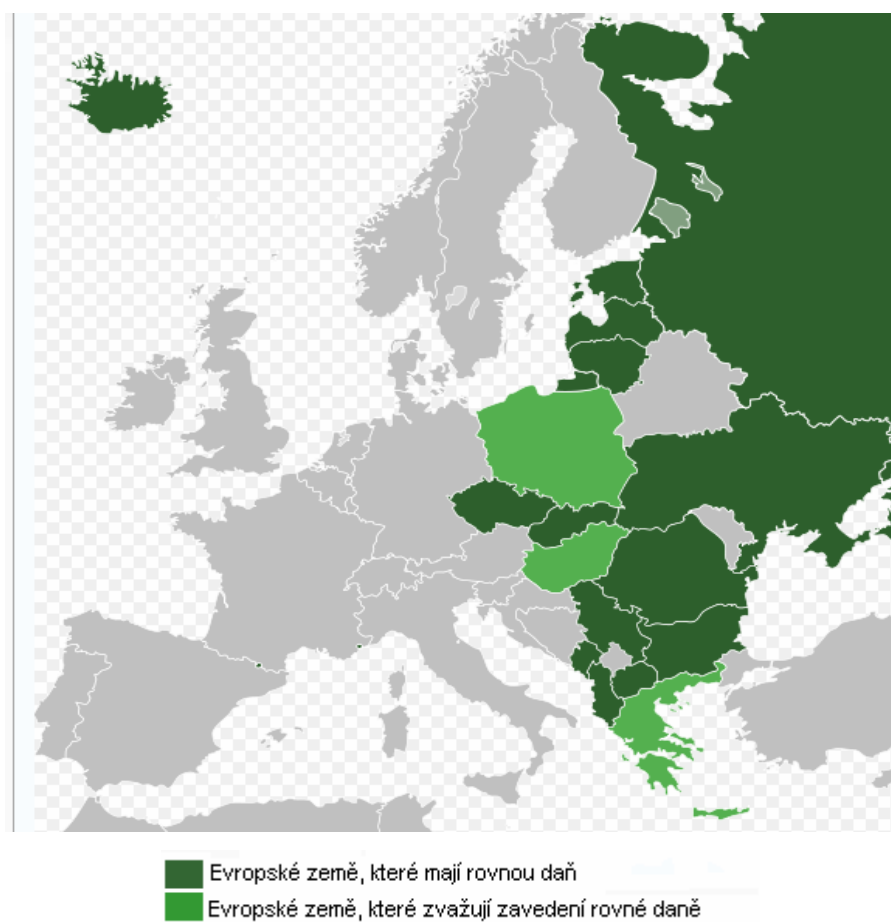 Evropské země, které mají rovnou daň
Evropské země, které zvažují zavedení rovné daně